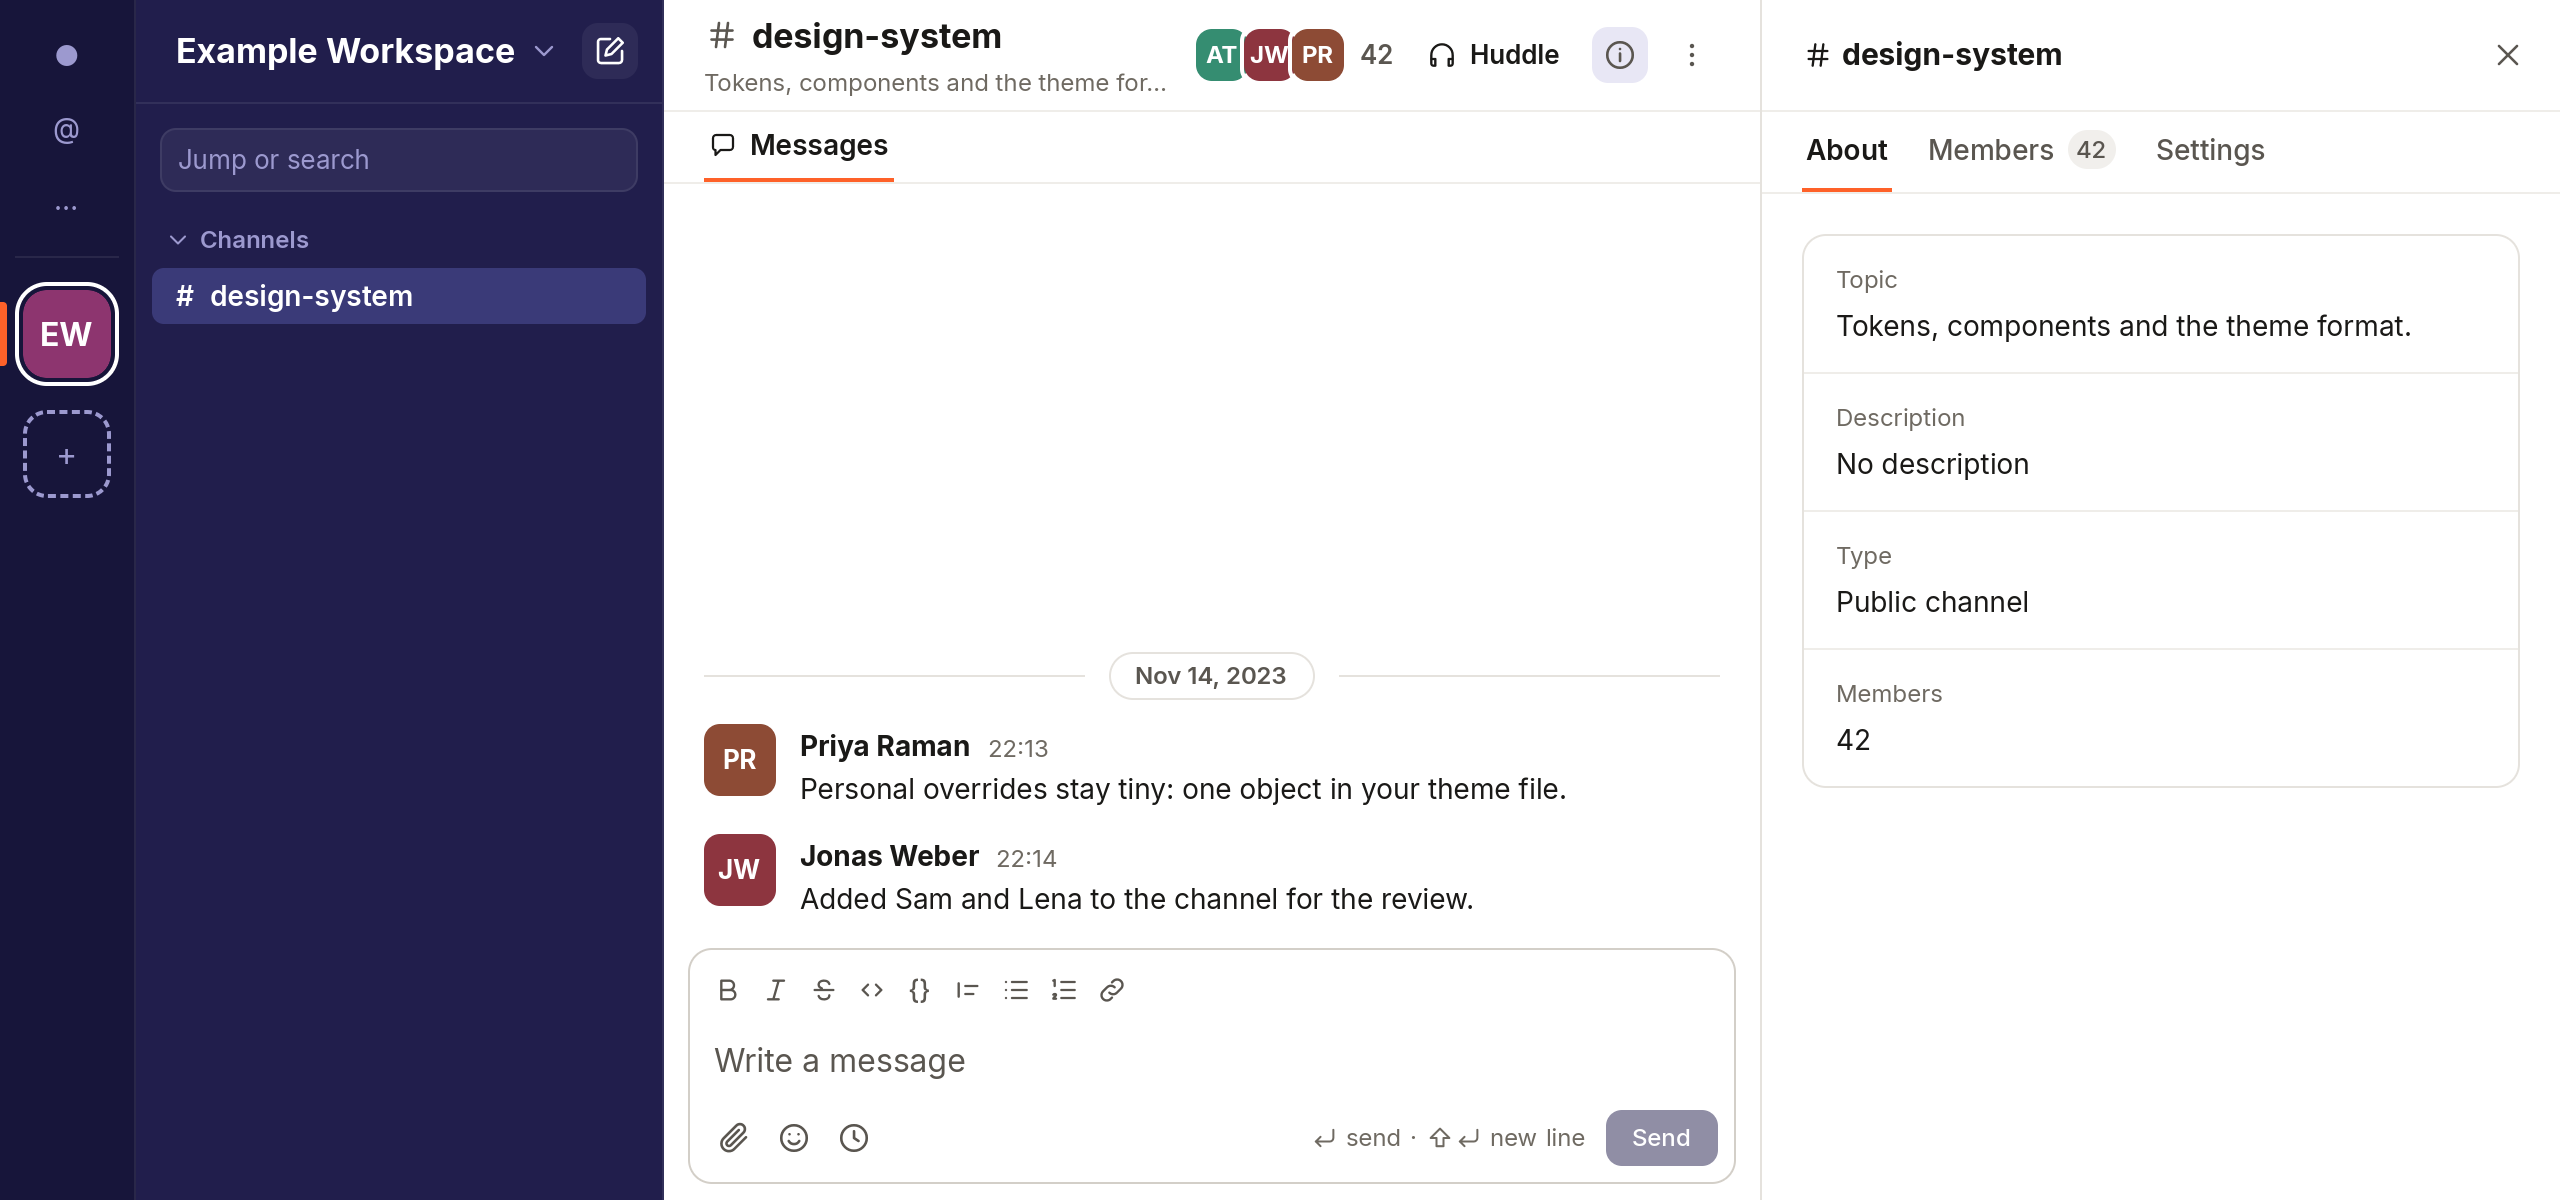 @
...
EW
+
Example Workspace
Jump or search
Channels
# design-system
# design-system
Tokens, components and the theme for...
AT JW PR 42
Huddle
Messages
Nov 14, 2023
PR
Priya Raman 22:13
Personal overrides stay tiny: one object in your theme file.
JW
Jonas Weber 22:14
Added Sam and Lena to the channel for the review.
Write a message
send · new line
Send
# design-system
About Members 42 Settings
Topic
Tokens, components and the theme format.
Description
No description
Type
Public channel
Members
42